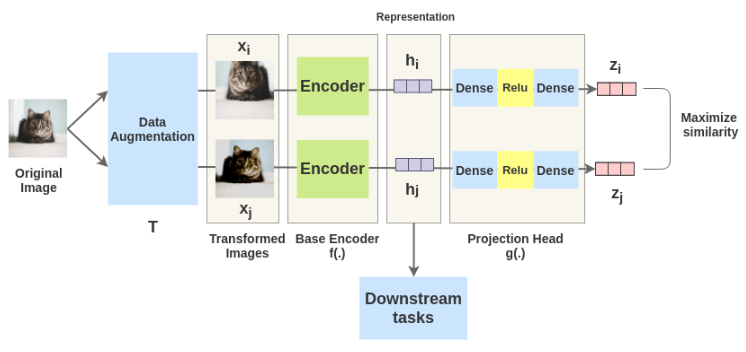 Representation
x_i
x_j
Original
Image
Data
Augmentation
T
Transformed
Images
Encoder
Encoder
Base Encoder
f(.)
h_i
h_j
Dense
Relu
Dense
Dense
Relu
Dense
Projection Head
g(.)
z_i
z_j
Maximize
similarity
Downstream
tasks